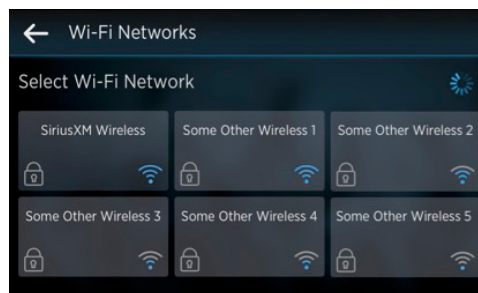 Wi-Fi Networks
Select Wi-Fi Network
SiriusXM Wireless
Some Other Wireless 1
Some Other Wireless 2
Some Other Wireless 3
Some Other Wireless 4
Some Other Wireless 5